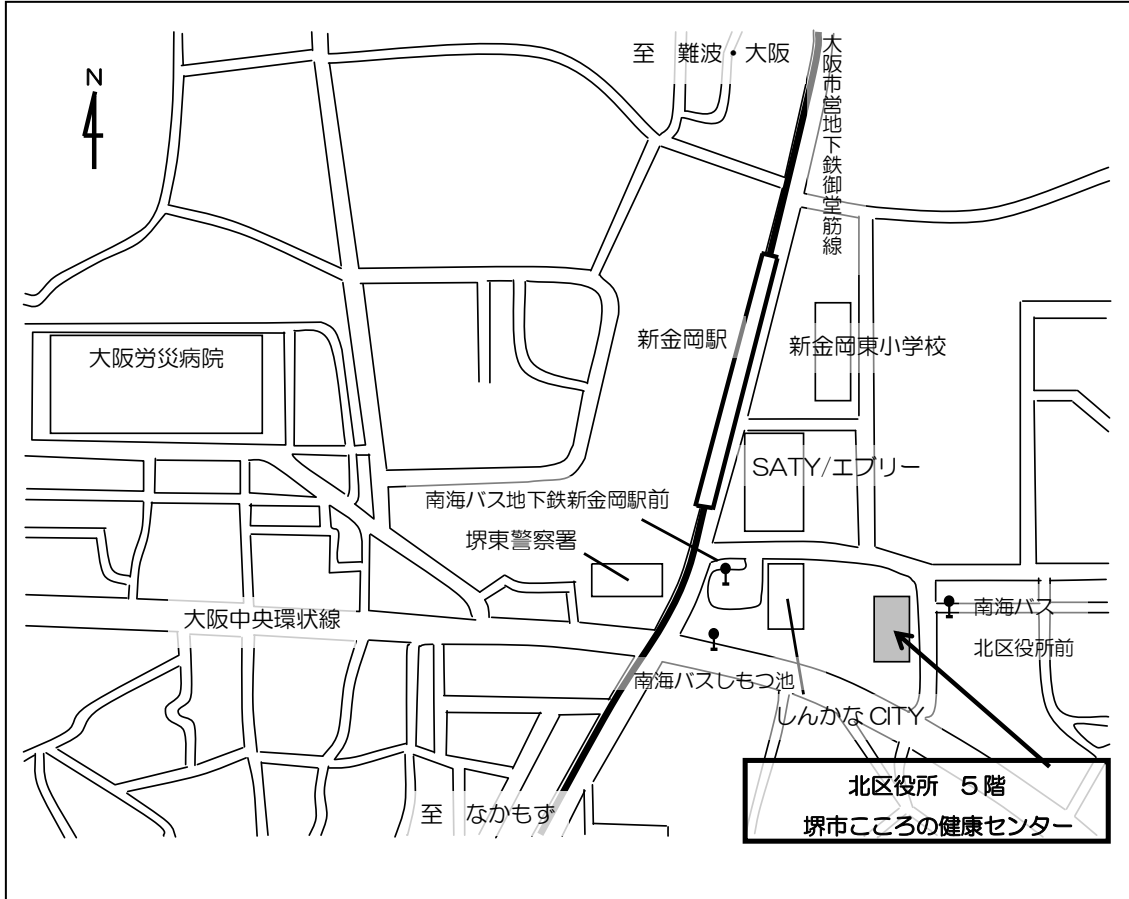 至　難波・大阪
大阪市営地下鉄御堂筋線
N
新金岡駅
新金岡東小学校
大阪労災病院
SATY/エブリー
南海バス地下鉄新金岡駅前
堺東警察署
大阪中央環状線
南海バス
北区役所前
南海バスしもつ池
しんかな CITY
北区役所　５階
堺市こころの健康センター
至　なかもず